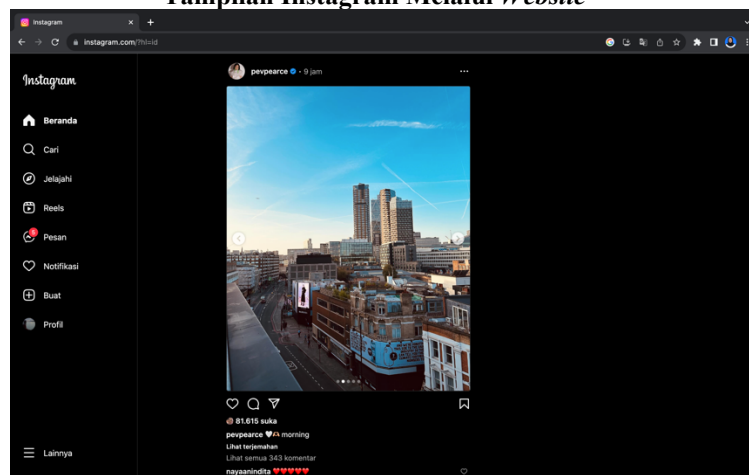 Tampilan Instagram Melalui Website
Instagram
instagram.com/?hl=id
Instagram
Beranda
Cari
Jelajahi
Reels
5
Pesan
Notifikasi
Buat
Profil
Lainnya
pevpearce • 9 jam
81.615 suka
pevpearce 🤍 morning
Lihat terjemahan
Lihat semua 343 komentar
nayaanindita ❤️❤️❤️❤️❤️